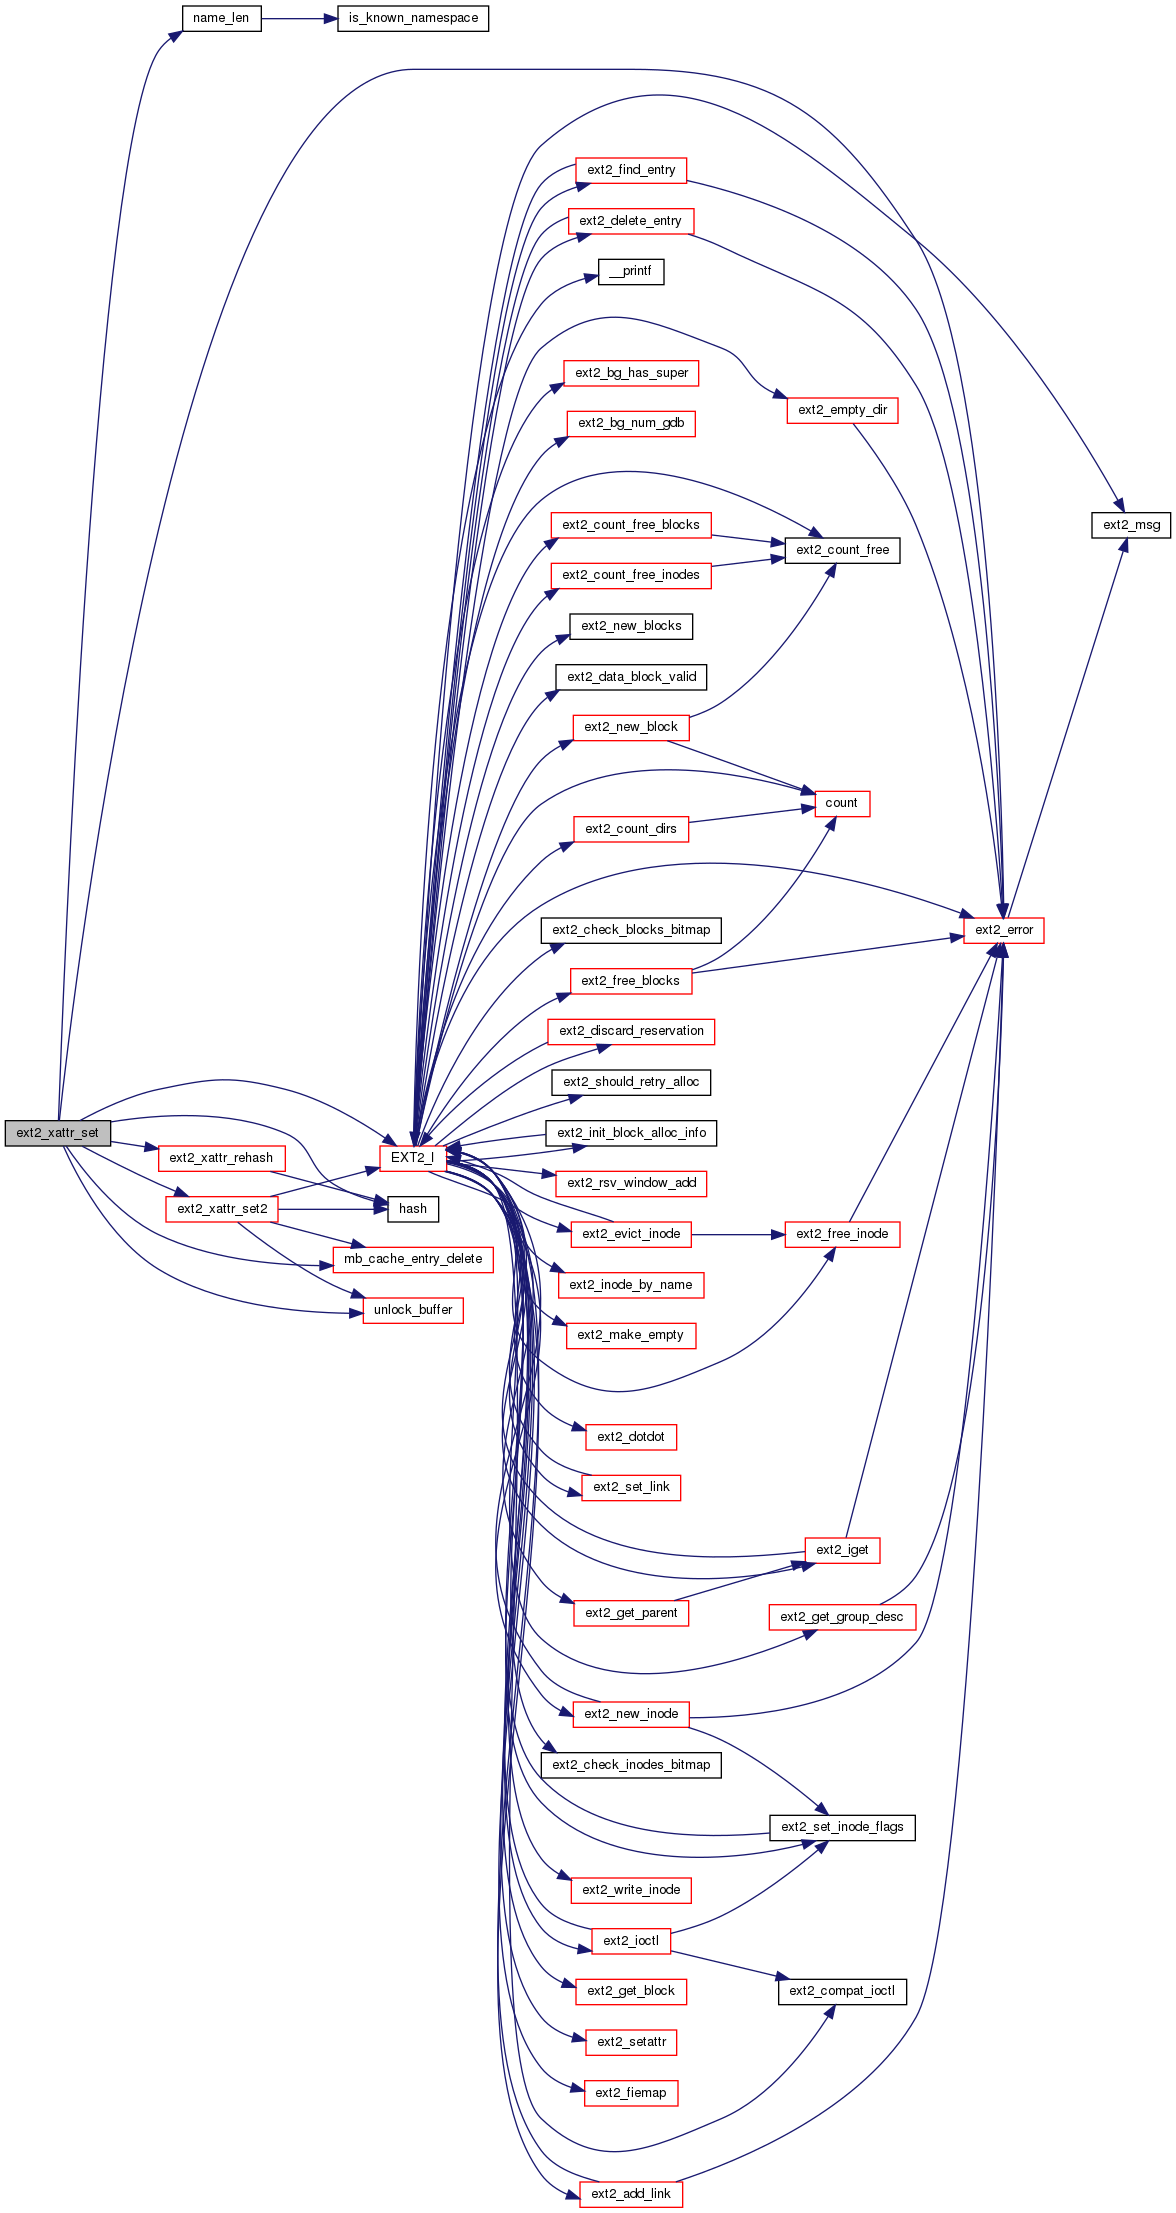 name_len
is_known_namespace
ext2_find_entry
ext2_delete_entry
__printf
ext2_bg_has_super
ext2_empty_dir
ext2_bg_num_gdb
ext2_count_free_blocks
ext2_msg
ext2_count_free
ext2_count_free_inodes
ext2_new_blocks
ext2_data_block_valid
ext2_new_block
count
ext2_count_dirs
ext2_check_blocks_bitmap
ext2_error
ext2_free_blocks
ext2_discard_reservation
ext2_should_retry_alloc
ext2_xattr_set
ext2_init_block_alloc_info
ext2_xattr_rehash
EXT2_I
ext2_rsv_window_add
ext2_xattr_set2
hash
ext2_evict_inode
ext2_free_inode
mb_cache_entry_delete
ext2_inode_by_name
unlock_buffer
ext2_make_empty
ext2_dotdot
ext2_set_link
ext2_iget
ext2_get_parent
ext2_get_group_desc
ext2_new_inode
ext2_check_inodes_bitmap
ext2_set_inode_flags
ext2_write_inode
ext2_ioctl
ext2_get_block
ext2_compat_ioctl
ext2_setattr
ext2_fiemap
ext2_add_link